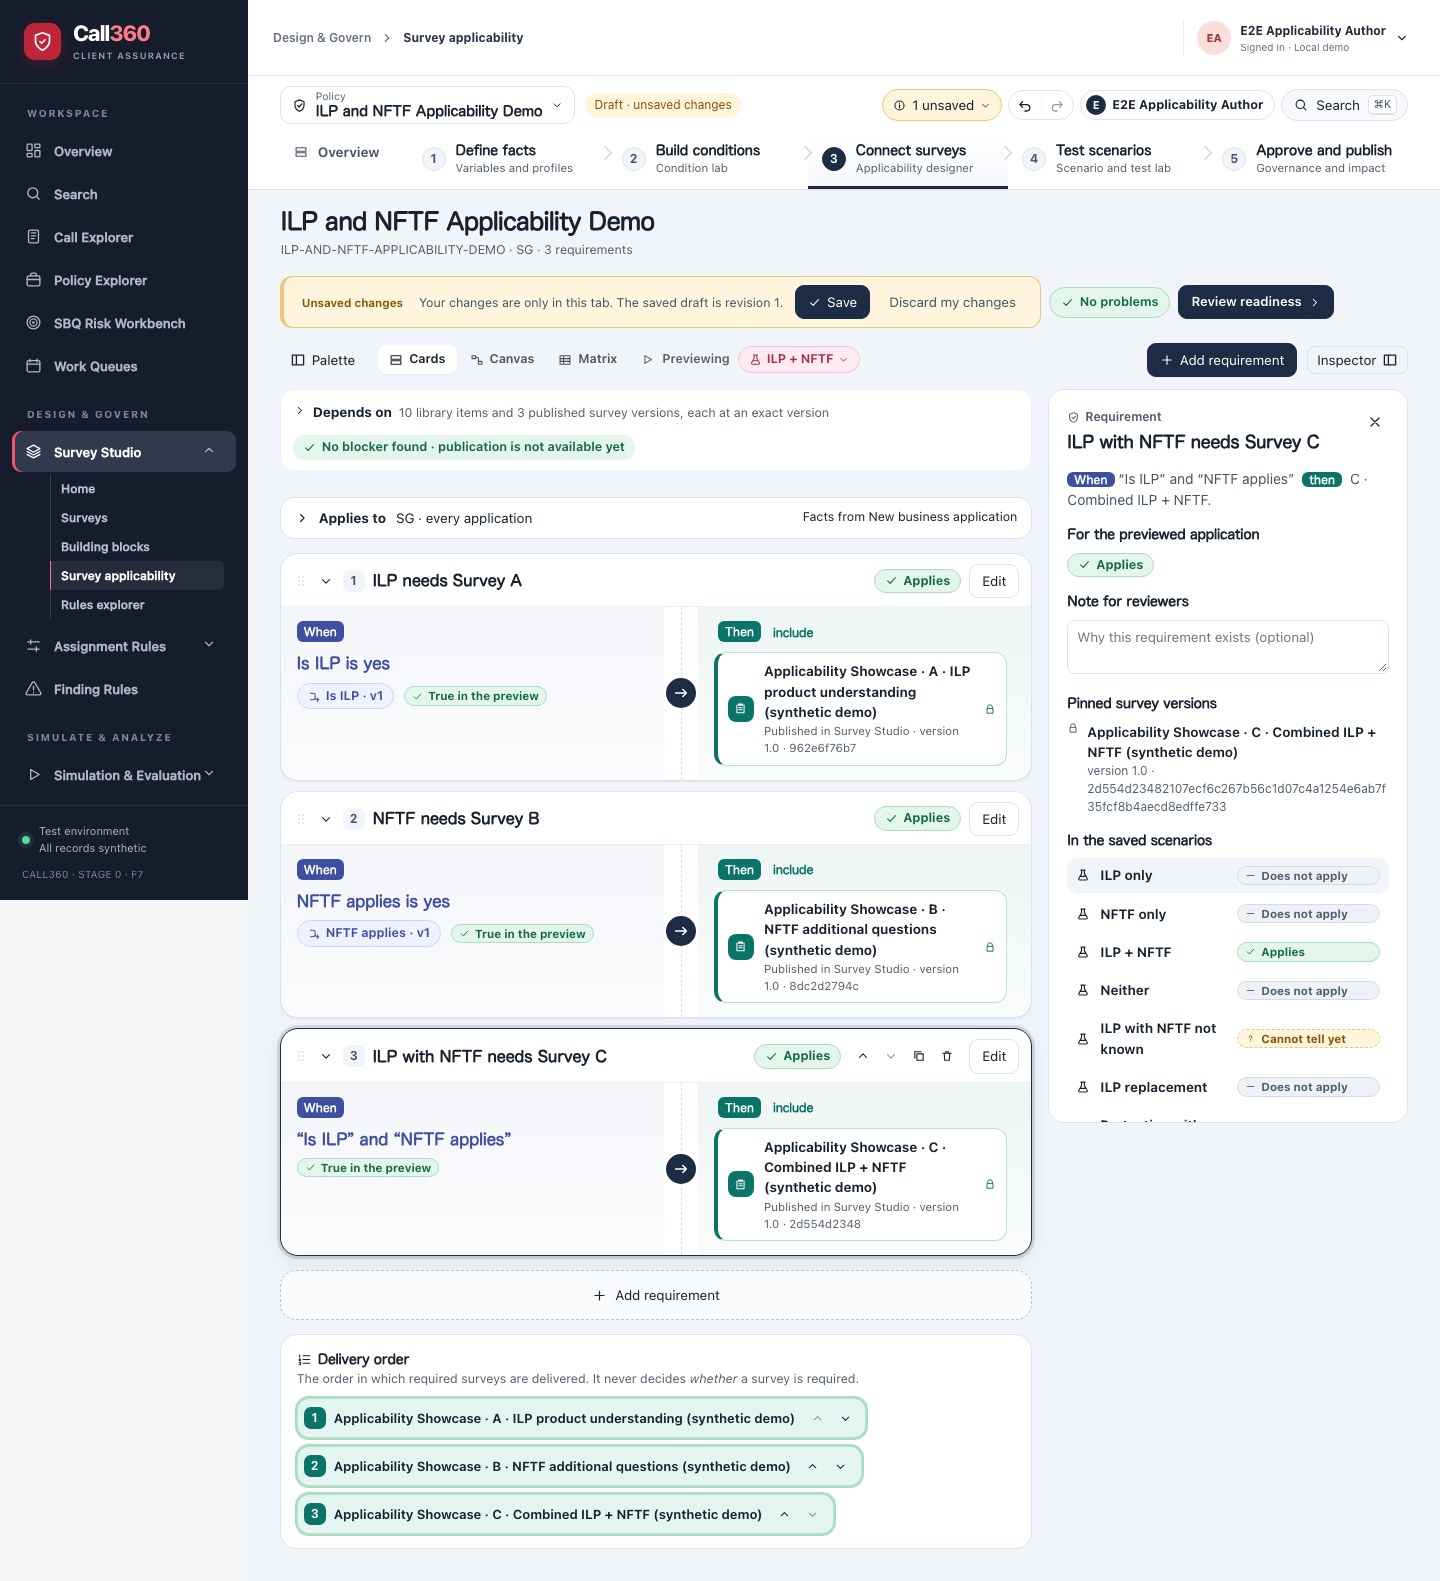 Call360
CLIENT ASSURANCE
WORKSPACE
Overview
Search
Call Explorer
Policy Explorer
SBQ Risk Workbench
Work Queues
DESIGN & GOVERN
Survey Studio
Home
Surveys
Building blocks
Survey applicability
Rules explorer
Assignment Rules
Finding Rules
SIMULATE & ANALYZE
Simulation & Evaluation
Test environment
All records synthetic
CALL360 · STAGE 0 · F7
Design & Govern
Survey applicability
EA
E2E Applicability Author
Signed in · Local demo
Policy
ILP and NFTF Applicability Demo
Draft · unsaved changes
1 unsaved
E
E2E Applicability Author
Search
⌘K
Overview
1
Define facts
Variables and profiles
2
Build conditions
Condition lab
3
Connect surveys
Applicability designer
4
Test scenarios
Scenario and test lab
5
Approve and publish
Governance and impact
ILP and NFTF Applicability Demo
ILP-AND-NFTF-APPLICABILITY-DEMO · SG · 3 requirements
Unsaved changes
Your changes are only in this tab. The saved draft is revision 1.
Save
Discard my changes
No problems
Review readiness
Palette
Cards
Canvas
Matrix
Previewing
ILP + NFTF
Add requirement
Inspector
Depends on 10 library items and 3 published survey versions, each at an exact version
No blocker found · publication is not available yet
Applies to SG · every application
Facts from New business application
1
ILP needs Survey A
Applies
Edit
When
Is ILP is yes
Is ILP · v1
True in the preview
Then include
Applicability Showcase · A · ILP
product understanding
(synthetic demo)
Published in Survey Studio · version
1.0 · 962e6f76b7
2
NFTF needs Survey B
Applies
Edit
When
NFTF applies is yes
NFTF applies · v1
True in the preview
Then include
Applicability Showcase · B ·
NFTF additional questions
(synthetic demo)
Published in Survey Studio · version
1.0 · 8dc2d2794c
3
ILP with NFTF needs Survey C
Applies
Edit
When
“Is ILP” and “NFTF applies”
True in the preview
Then include
Applicability Showcase · C ·
Combined ILP + NFTF
(synthetic demo)
Published in Survey Studio · version
1.0 · 2d554d2348
Add requirement
Delivery order
The order in which required surveys are delivered. It never decides whether a survey is required.
1 Applicability Showcase · A · ILP product understanding (synthetic demo)
2 Applicability Showcase · B · NFTF additional questions (synthetic demo)
3 Applicability Showcase · C · Combined ILP + NFTF (synthetic demo)
Requirement
ILP with NFTF needs Survey C
When “Is ILP” and “NFTF applies” then C ·
Combined ILP + NFTF.
For the previewed application
Applies
Note for reviewers
Why this requirement exists (optional)
Pinned survey versions
Applicability Showcase · C · Combined ILP +
NFTF (synthetic demo)
version 1.0 ·
2d554d23482107ecf6c267b56c1d07c4a1254e6ab7f
35fcf8b4aecd8edffe733
In the saved scenarios
ILP only
Does not apply
NFTF only
Does not apply
ILP + NFTF
Applies
Neither
Does not apply
ILP with NFTF not
known
? Cannot tell yet
ILP replacement
Does not apply